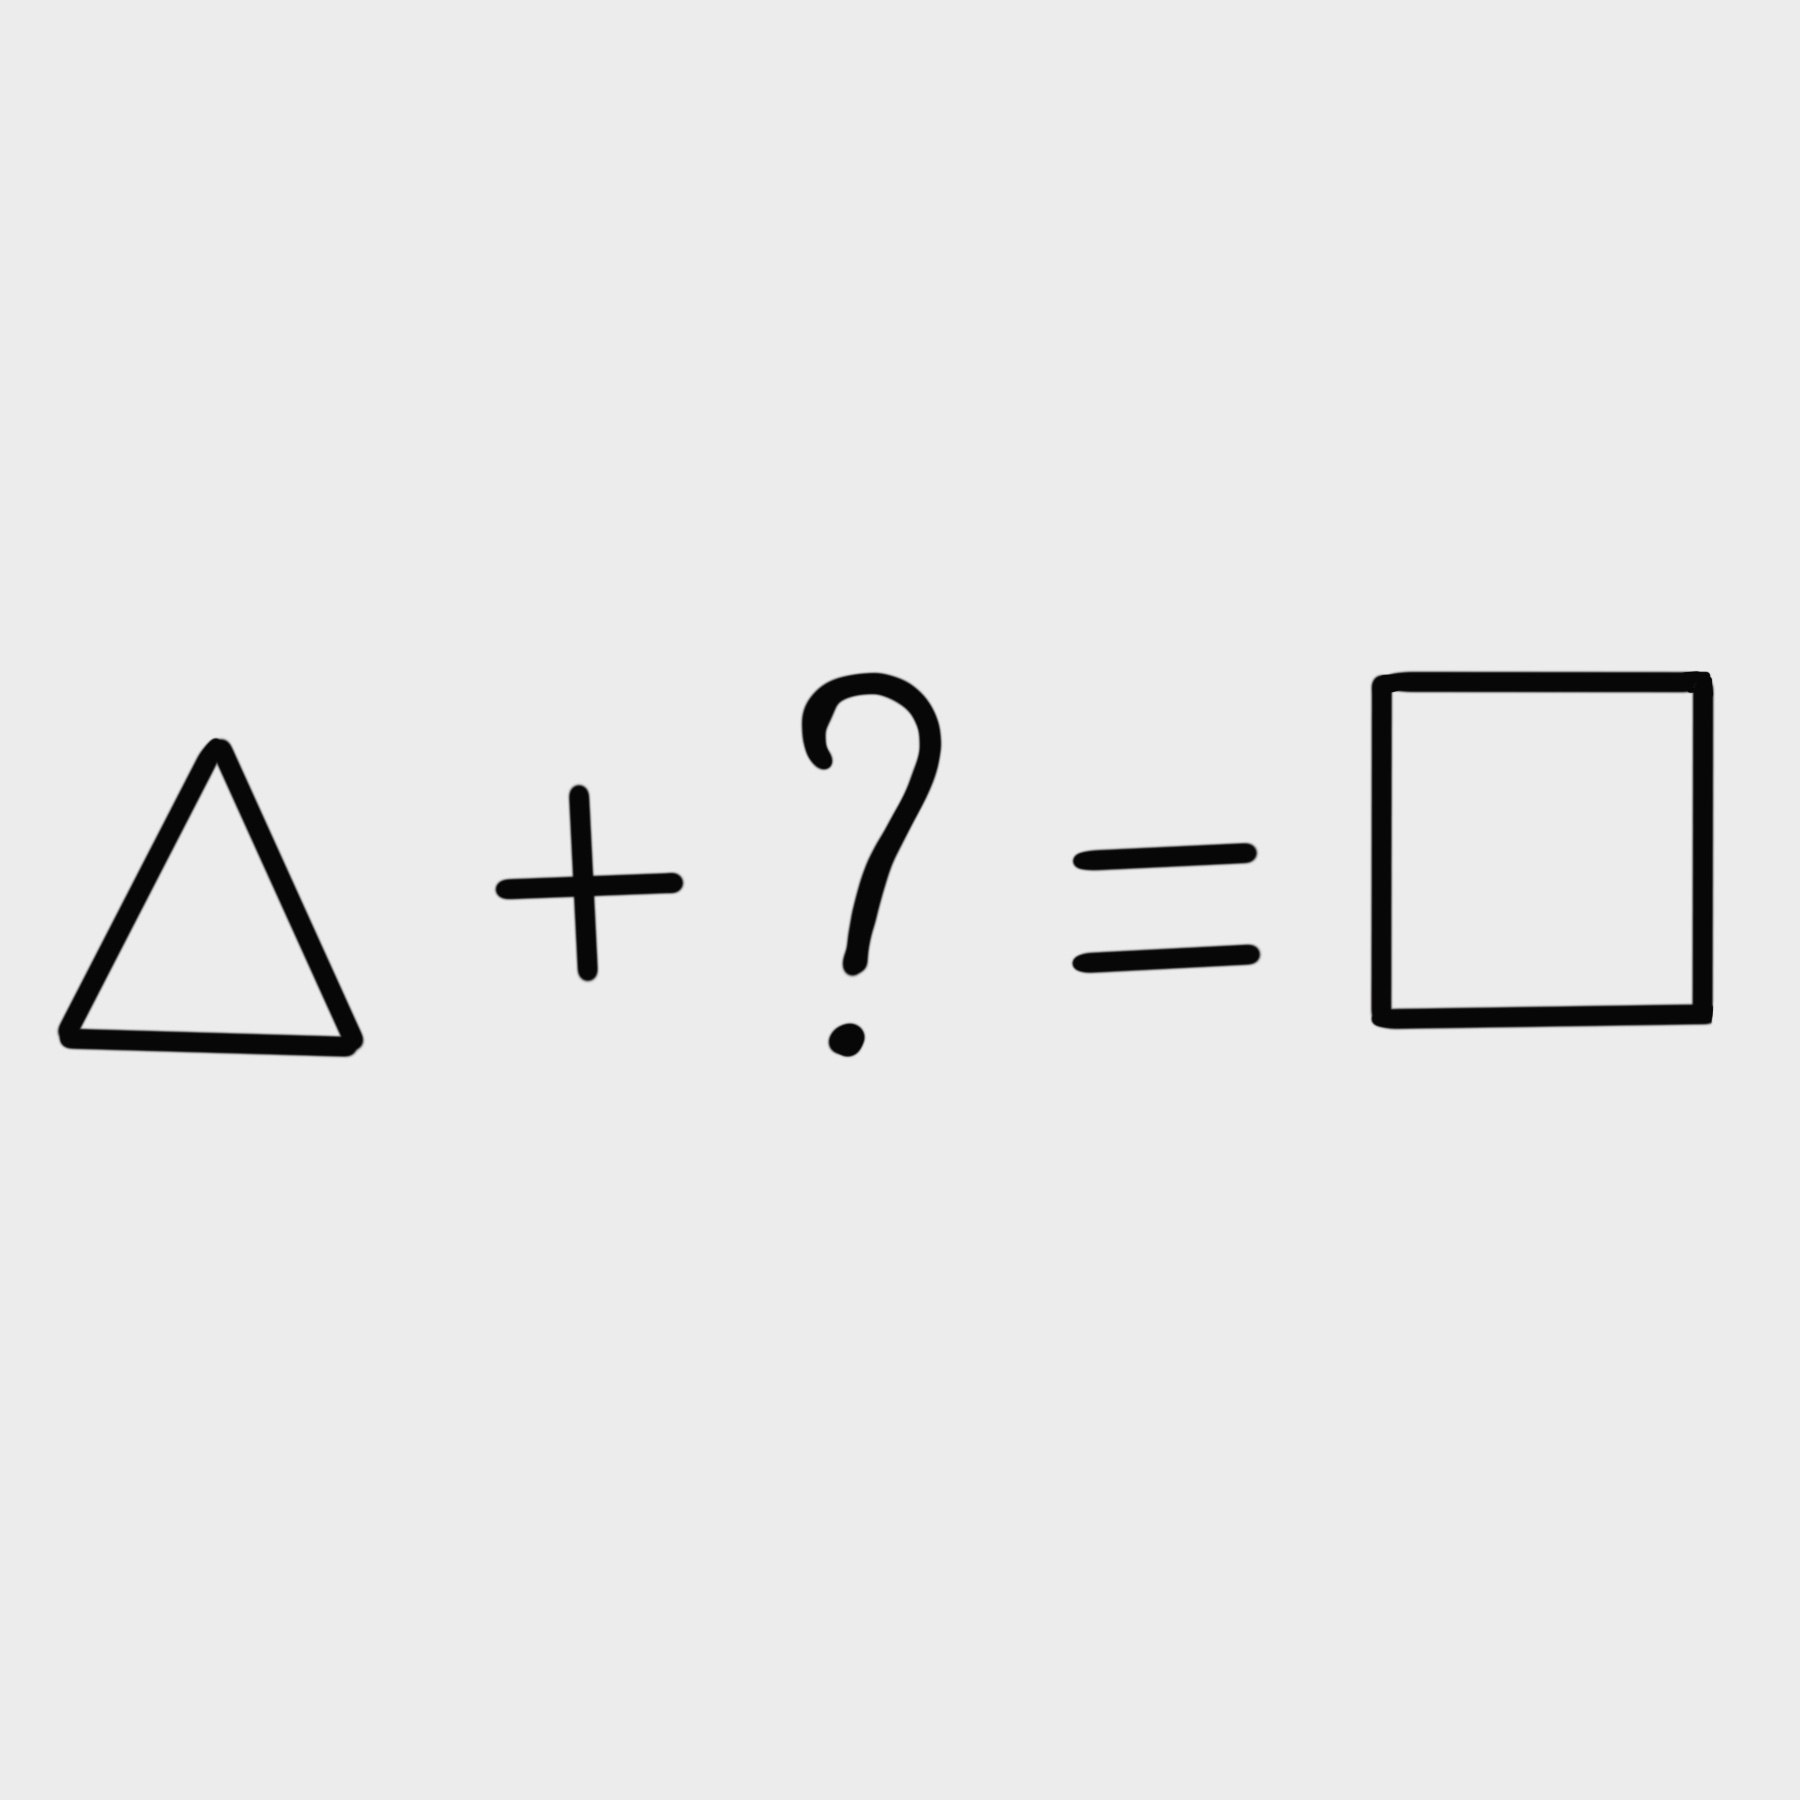 △ + ? = □